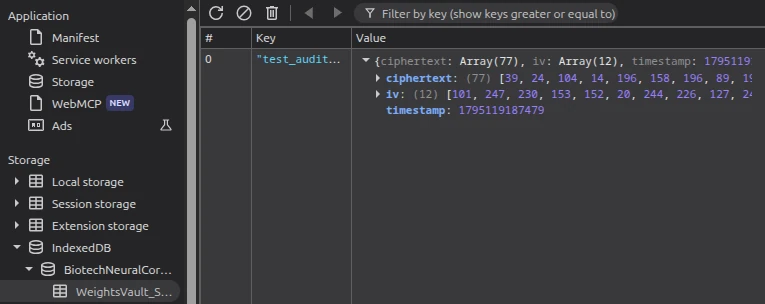 Application
Manifest
Service workers
Storage
WebMCP NEW
Ads
Storage
Local storage
Session storage
Extension storage
IndexedDB
BiotechNeuralCor…
WeightsVault_S…
Filter by key (show keys greater or equal to)
# Key Value
0 "test_audit… {ciphertext: Array(77), iv: Array(12), timestamp: 17951191
ciphertext: (77) [39, 24, 104, 14, 196, 158, 196, 89, 19
iv: (12) [101, 247, 230, 153, 152, 20, 244, 226, 127, 24
timestamp: 1795119187479